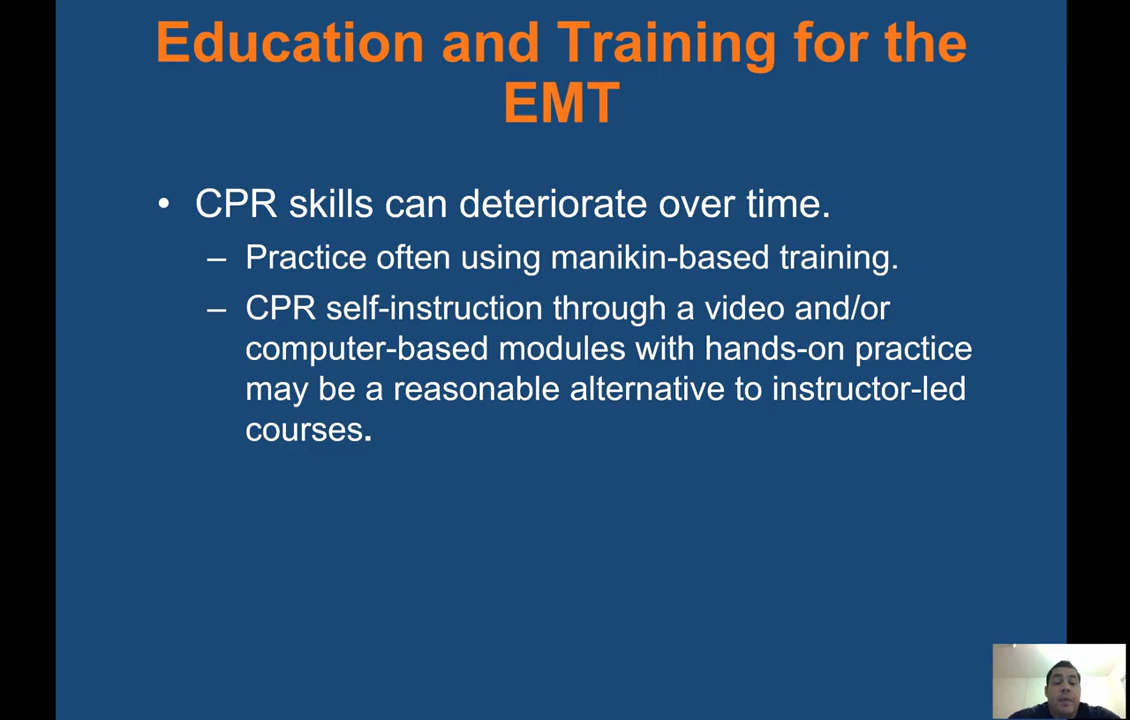 Education and Training for the
EMT
• CPR skills can deteriorate over time.
– Practice often using manikin-based training.
– CPR self-instruction through a video and/or
computer-based modules with hands-on practice
may be a reasonable alternative to instructor-led
courses.